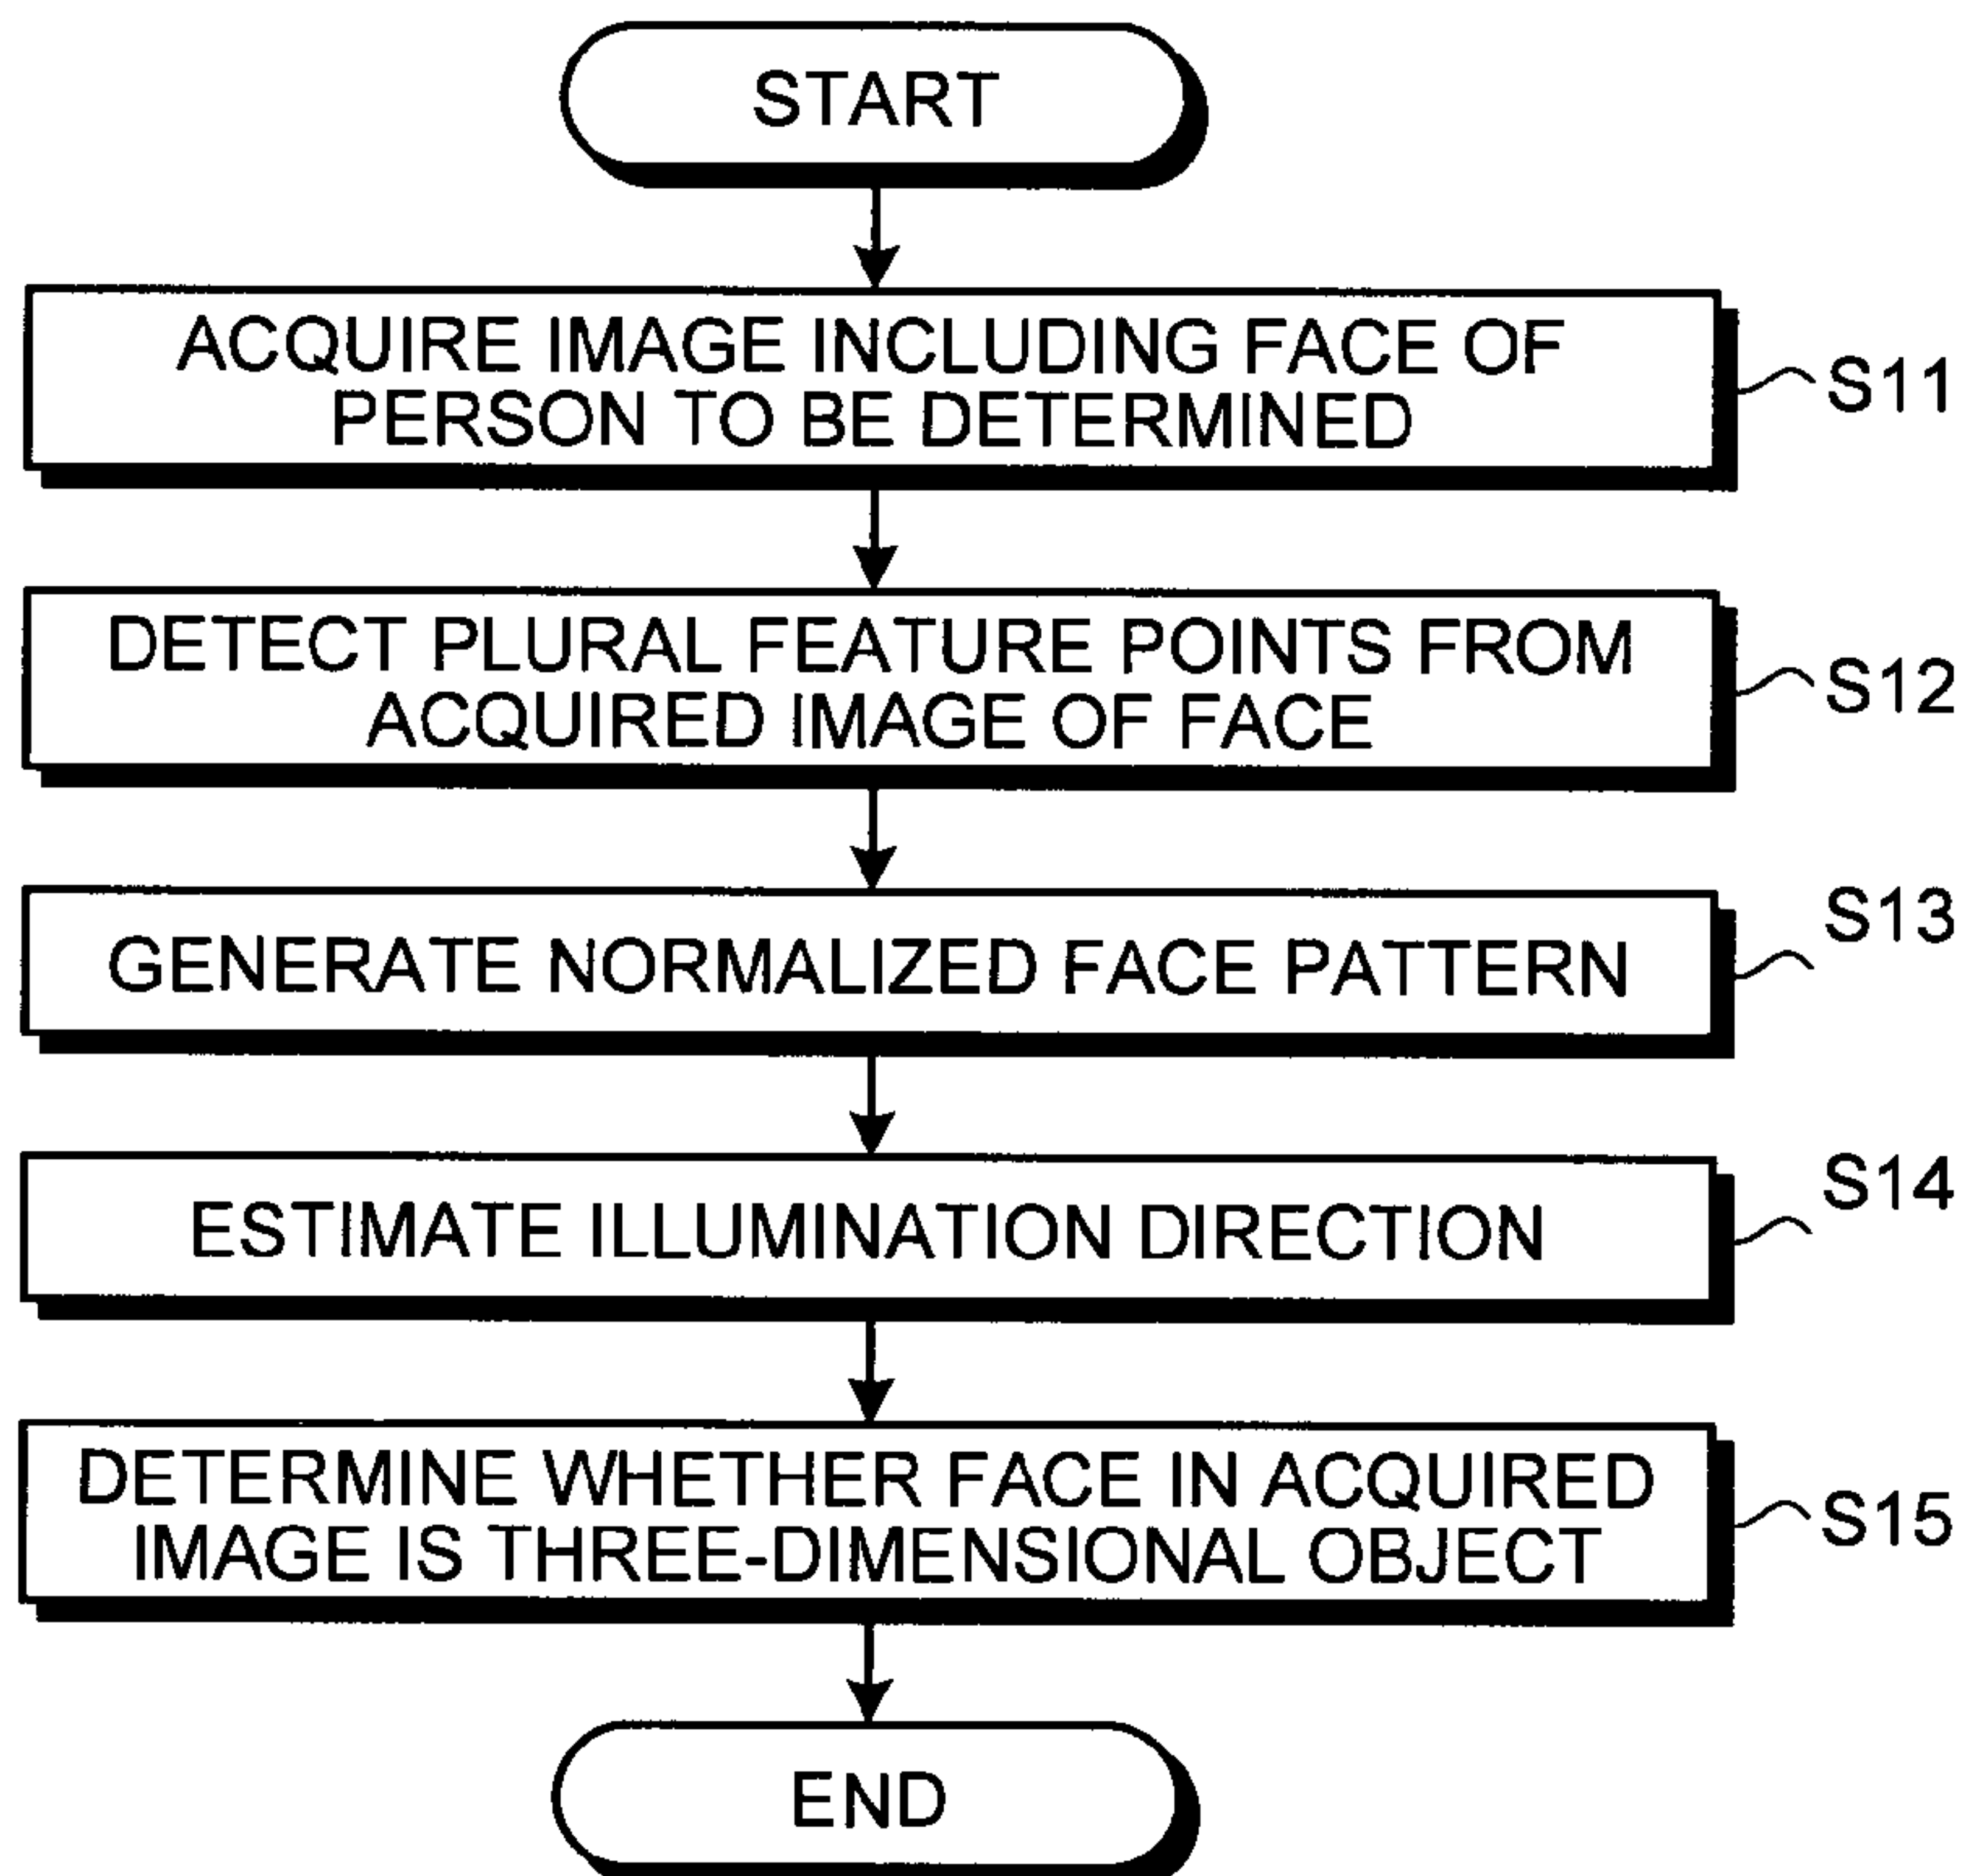 START
ACQUIRE IMAGE INCLUDING FACE OF
PERSON TO BE DETERMINED
S11
DETECT PLURAL FEATURE POINTS FROM
ACQUIRED IMAGE OF FACE
S12
GENERATE NORMALIZED FACE PATTERN
S13
ESTIMATE ILLUMINATION DIRECTION
S14
DETERMINE WHETHER FACE IN ACQUIRED
IMAGE IS THREE-DIMENSIONAL OBJECT
S15
END